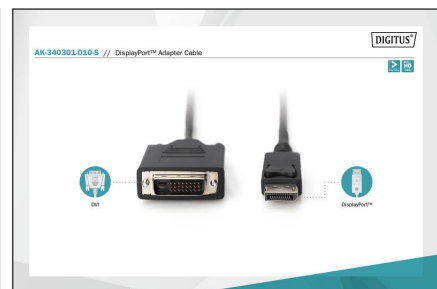 DIGITUS®
AK-340301-010-S // DisplayPort™ Adapter Cable
HD
DVI
DisplayPort™